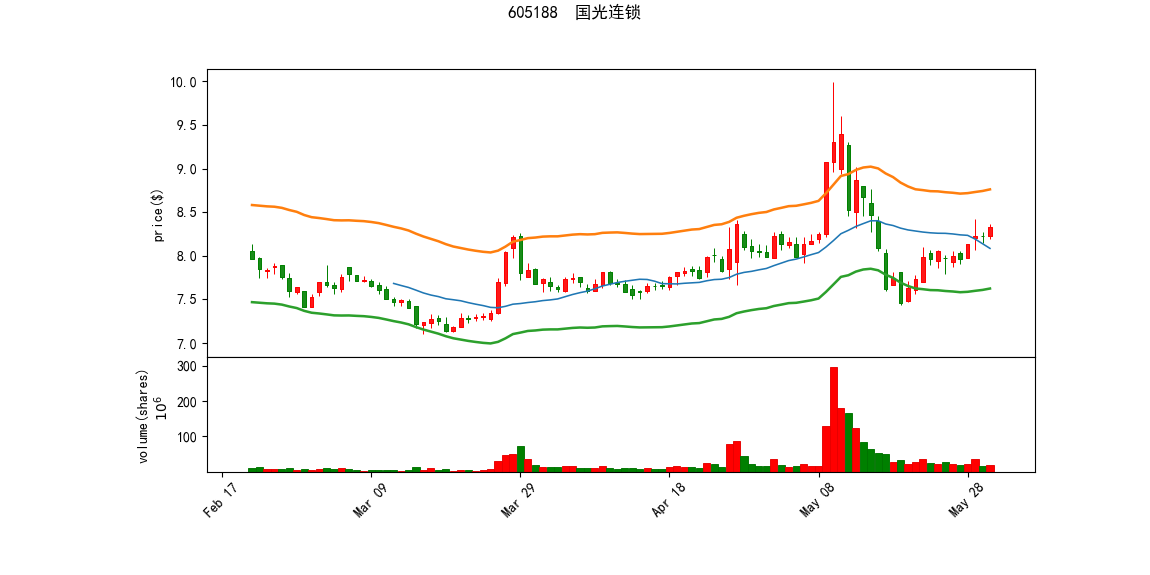 605188  国光连锁
price($)
10.0
9.5
9.0
8.5
8.0
7.5
7.0
volume(shares)
10^6
300
200
100
Feb 17
Mar 09
Mar 29
Apr 18
May 08
May 28